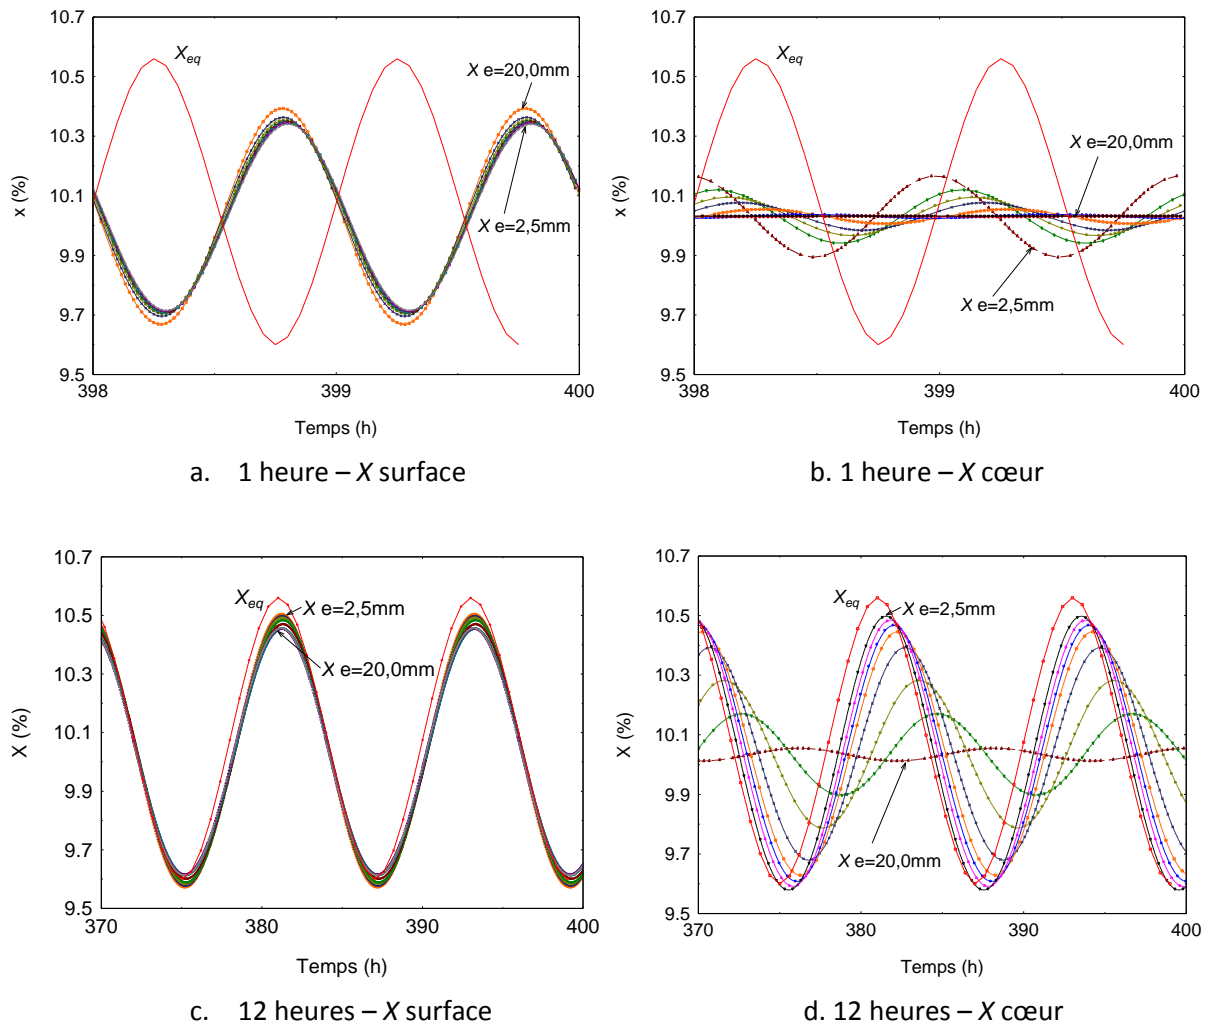 10.7
10.5
10.3
10.1
9.9
9.7
9.5
x (%)
398
399
400
Temps (h)
Xeq
X e=20,0mm
X e=2,5mm
a. 1 heure – X surface
10.7
10.5
10.3
10.1
9.9
9.7
9.5
x (%)
398
399
400
Temps (h)
Xeq
X e=20,0mm
X e=2,5mm
b. 1 heure – X cœur
10.7
10.5
10.3
10.1
9.9
9.7
9.5
X (%)
370
380
390
400
Temps (h)
Xeq
X e=2,5mm
X e=20,0mm
c. 12 heures – X surface
10.7
10.5
10.3
10.1
9.9
9.7
9.5
X (%)
370
380
390
400
Temps (h)
Xeq
X e=2,5mm
X e=20,0mm
d. 12 heures – X cœur